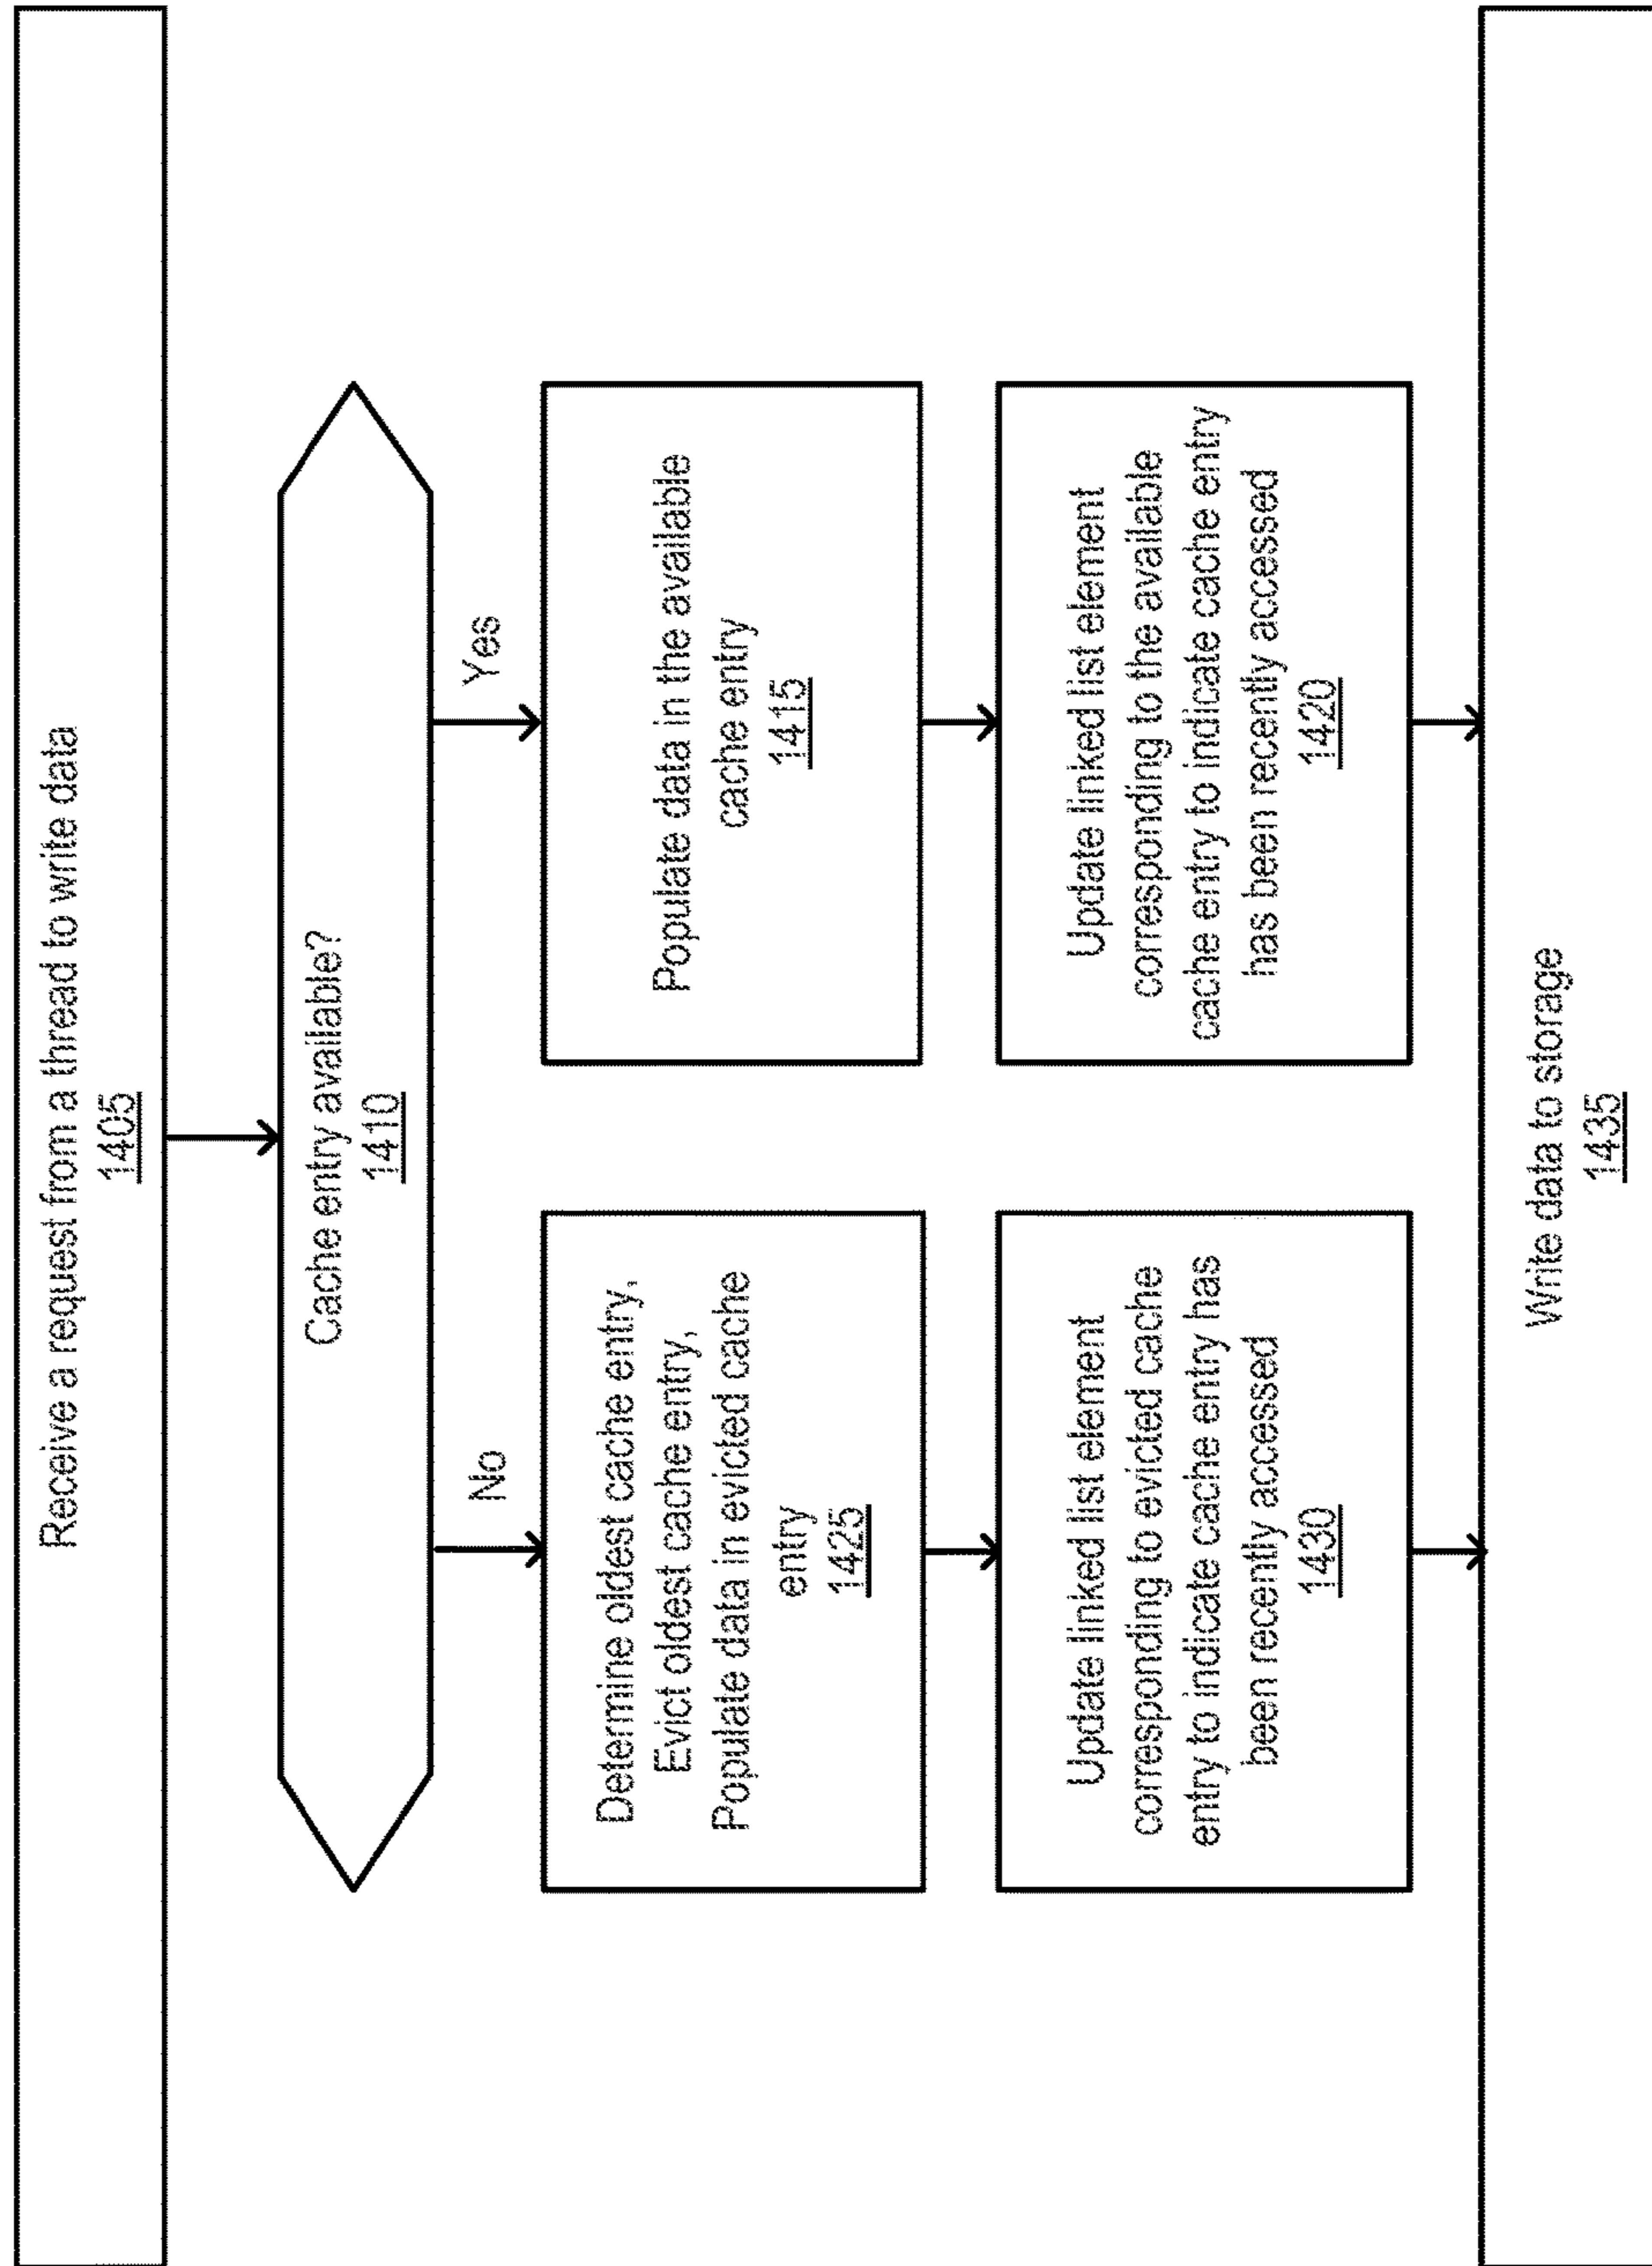 Receive a request from a thread to write data
1405
Cache entry available?
1410
No
Yes
Determine oldest cache entry,
Evict oldest cache entry,
Populate data in evicted cache
entry
1425
Populate data in the available
cache entry
1415
Update linked list element
corresponding to evicted cache
entry to indicate cache entry has
been recently accessed
1430
Update linked list element
corresponding to the available
cache entry to indicate cache entry
has been recently accessed
1420
Write data to storage
1435